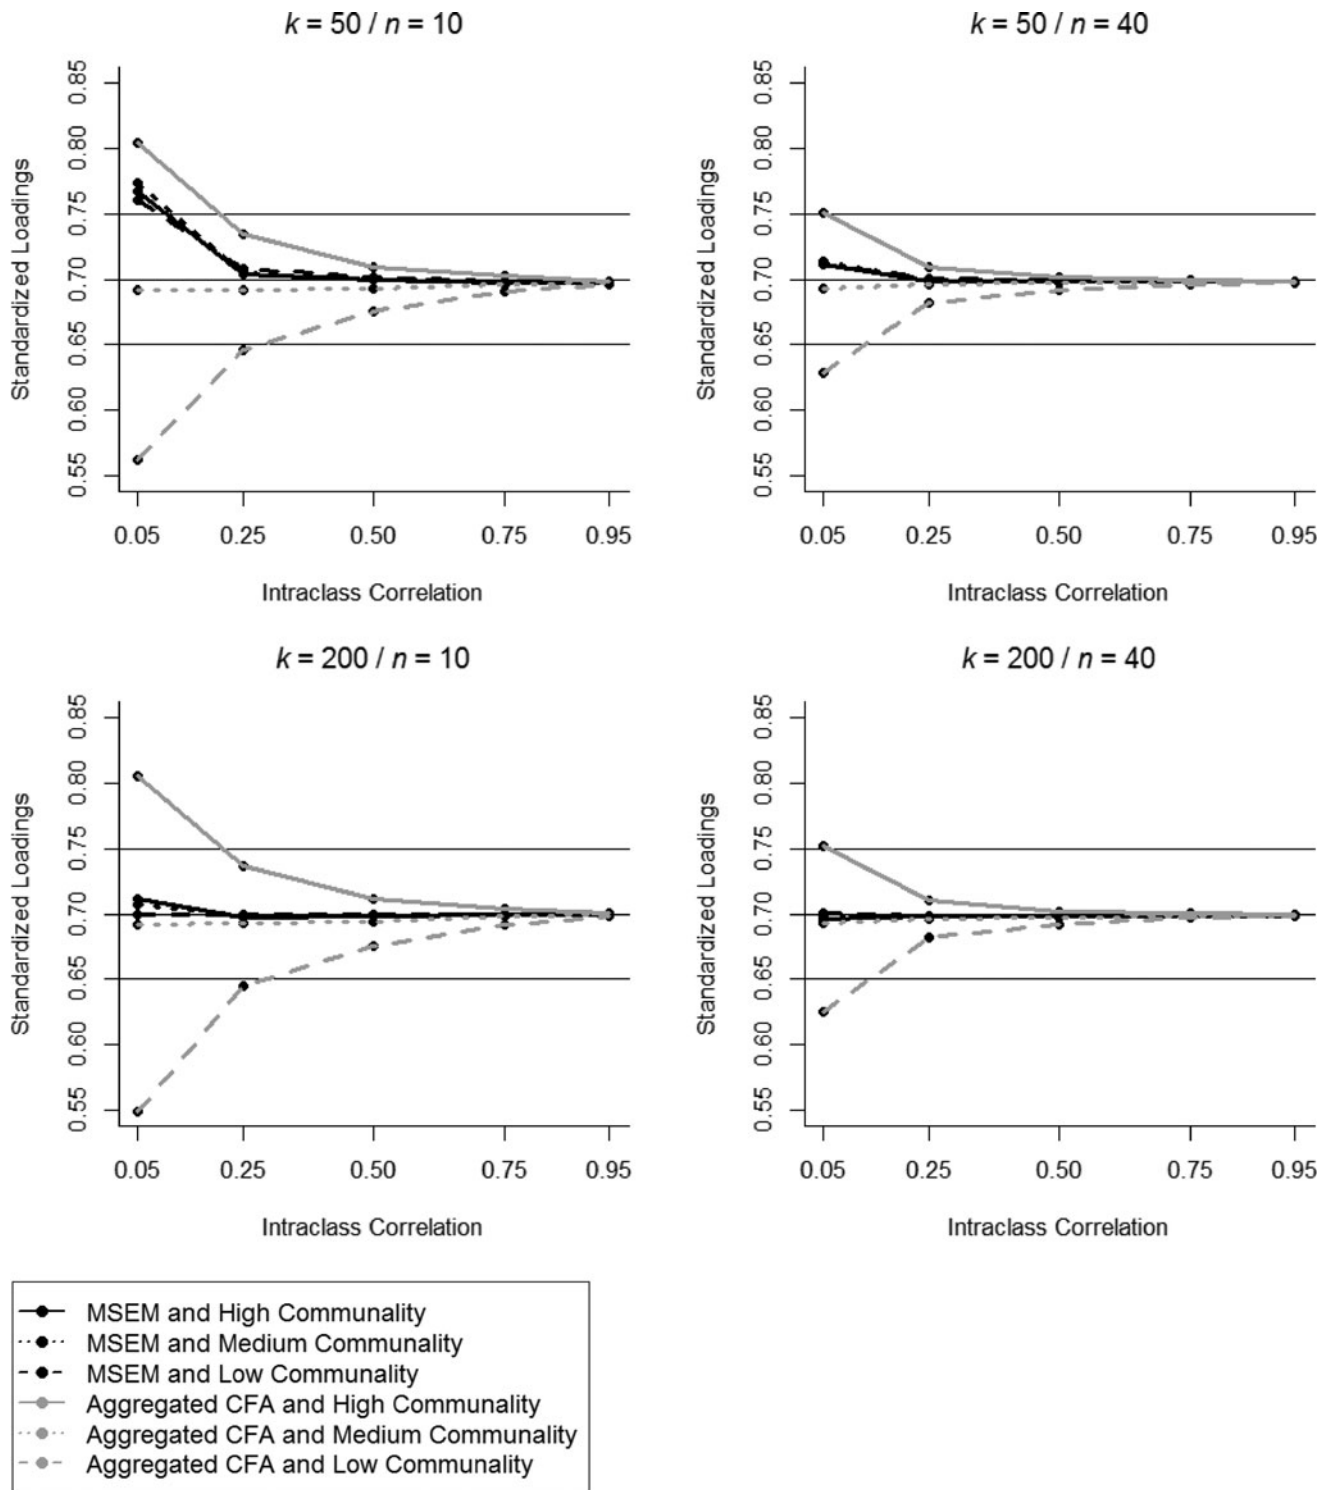 k = 50 / n = 10
Standardized Loadings
0.85
0.80
0.75
0.70
0.65
0.60
0.55
0.05 0.25 0.50 0.75 0.95
Intraclass Correlation
k = 50 / n = 40
Standardized Loadings
0.85
0.80
0.75
0.70
0.65
0.60
0.55
0.05 0.25 0.50 0.75 0.95
Intraclass Correlation
k = 200 / n = 10
Standardized Loadings
0.85
0.80
0.75
0.70
0.65
0.60
0.55
0.05 0.25 0.50 0.75 0.95
Intraclass Correlation
k = 200 / n = 40
Standardized Loadings
0.85
0.80
0.75
0.70
0.65
0.60
0.55
0.05 0.25 0.50 0.75 0.95
Intraclass Correlation
MSEM and High Communality
MSEM and Medium Communality
MSEM and Low Communality
Aggregated CFA and High Communality
Aggregated CFA and Medium Communality
Aggregated CFA and Low Communality